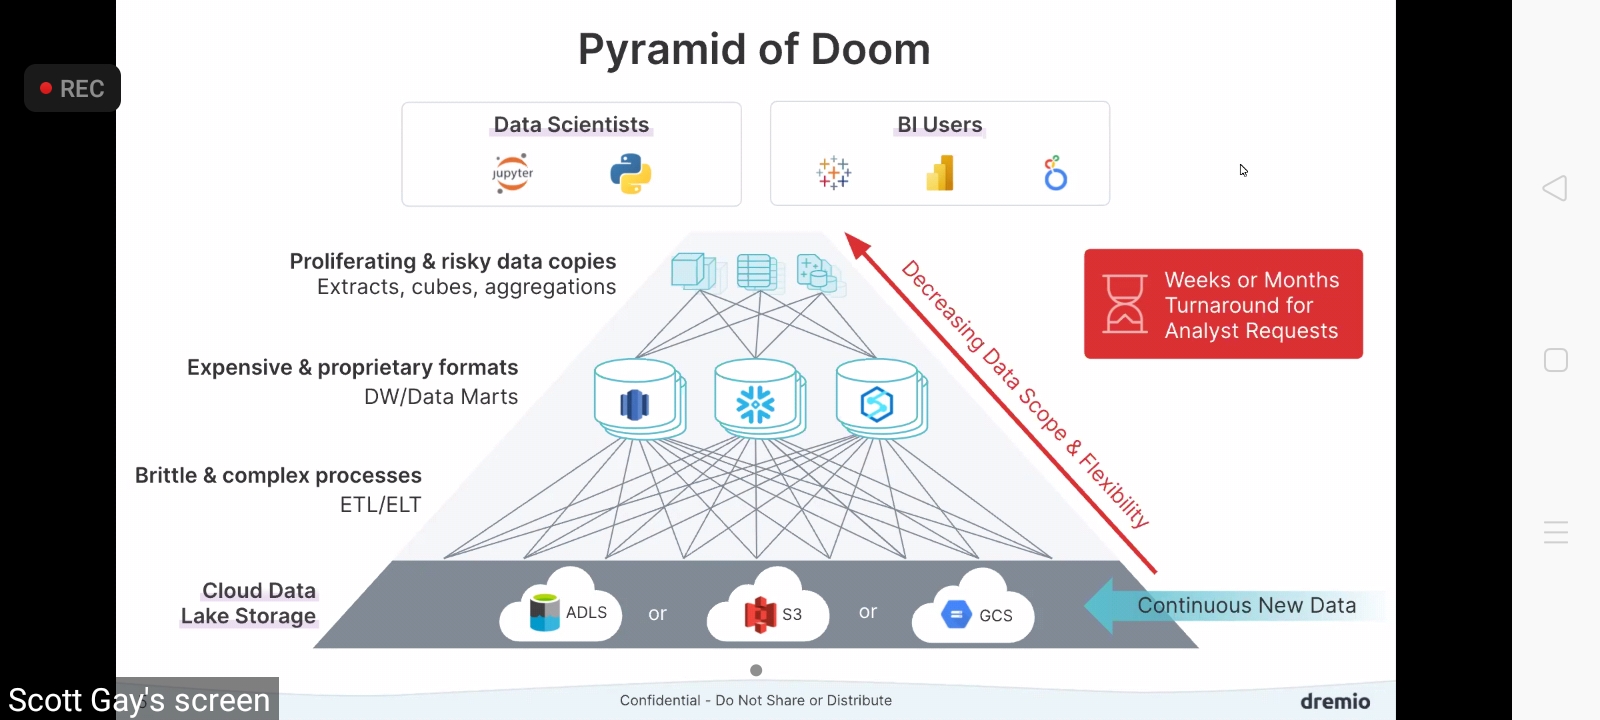 Pyramid of Doom
REC
Data Scientists
BI Users
jupyter
Proliferating & risky data copies
Extracts, cubes, aggregations
Weeks or Months
Turnaround for
Analyst Requests
Decreasing Data Scope & Flexibility
Expensive & proprietary formats
DW/Data Marts
Brittle & complex processes
ETL/ELT
Cloud Data
Lake Storage
ADLS
or
S3
or
GCS
Continuous New Data
Scott Gay's screen
Confidential - Do Not Share or Distribute
dremio